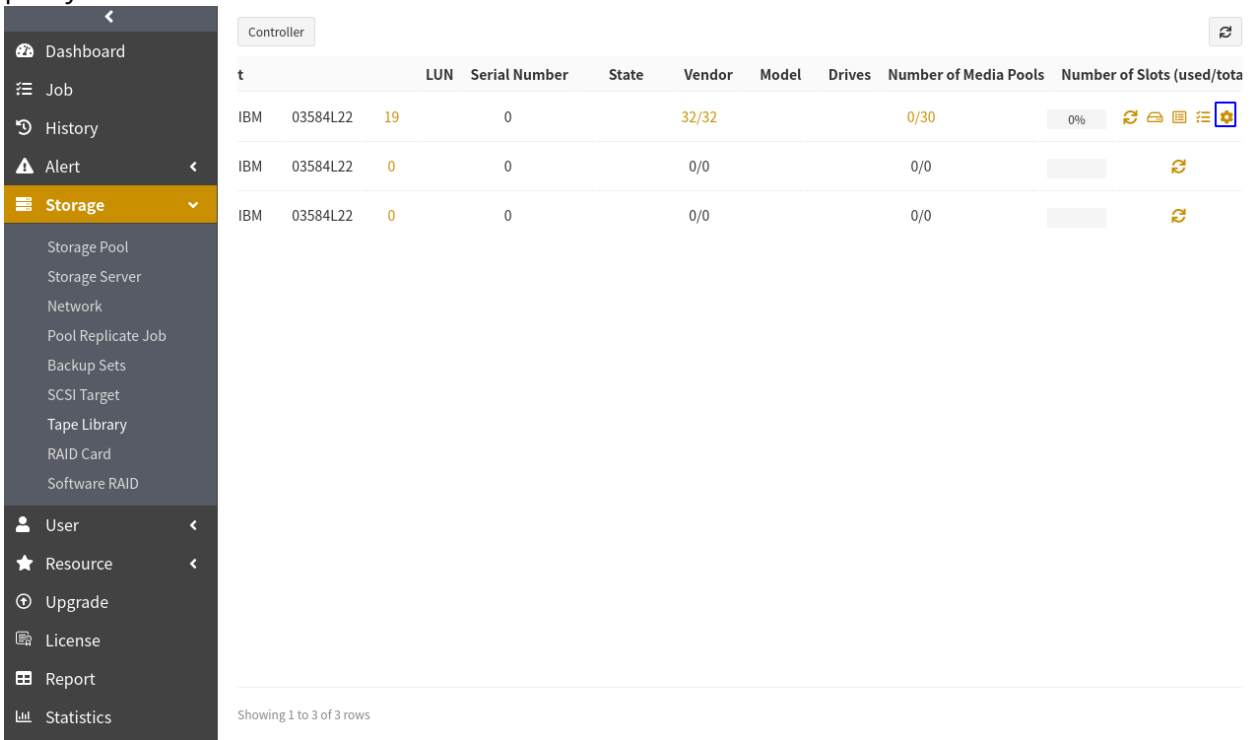 Controller
Dashboard
Job
History
Alert
Storage
Storage Pool
Storage Server
Network
Pool Replicate Job
Backup Sets
SCSI Target
Tape Library
RAID Card
Software RAID
User
Resource
Upgrade
License
Report
Statistics
t LUN Serial Number State Vendor Model Drives Number of Media Pools Number of Slots (used/tota
IBM 03584L22 19 0 32/32 0/30 0%
IBM 03584L22 0 0 0/0 0/0
IBM 03584L22 0 0 0/0 0/0
Showing 1 to 3 of 3 rows